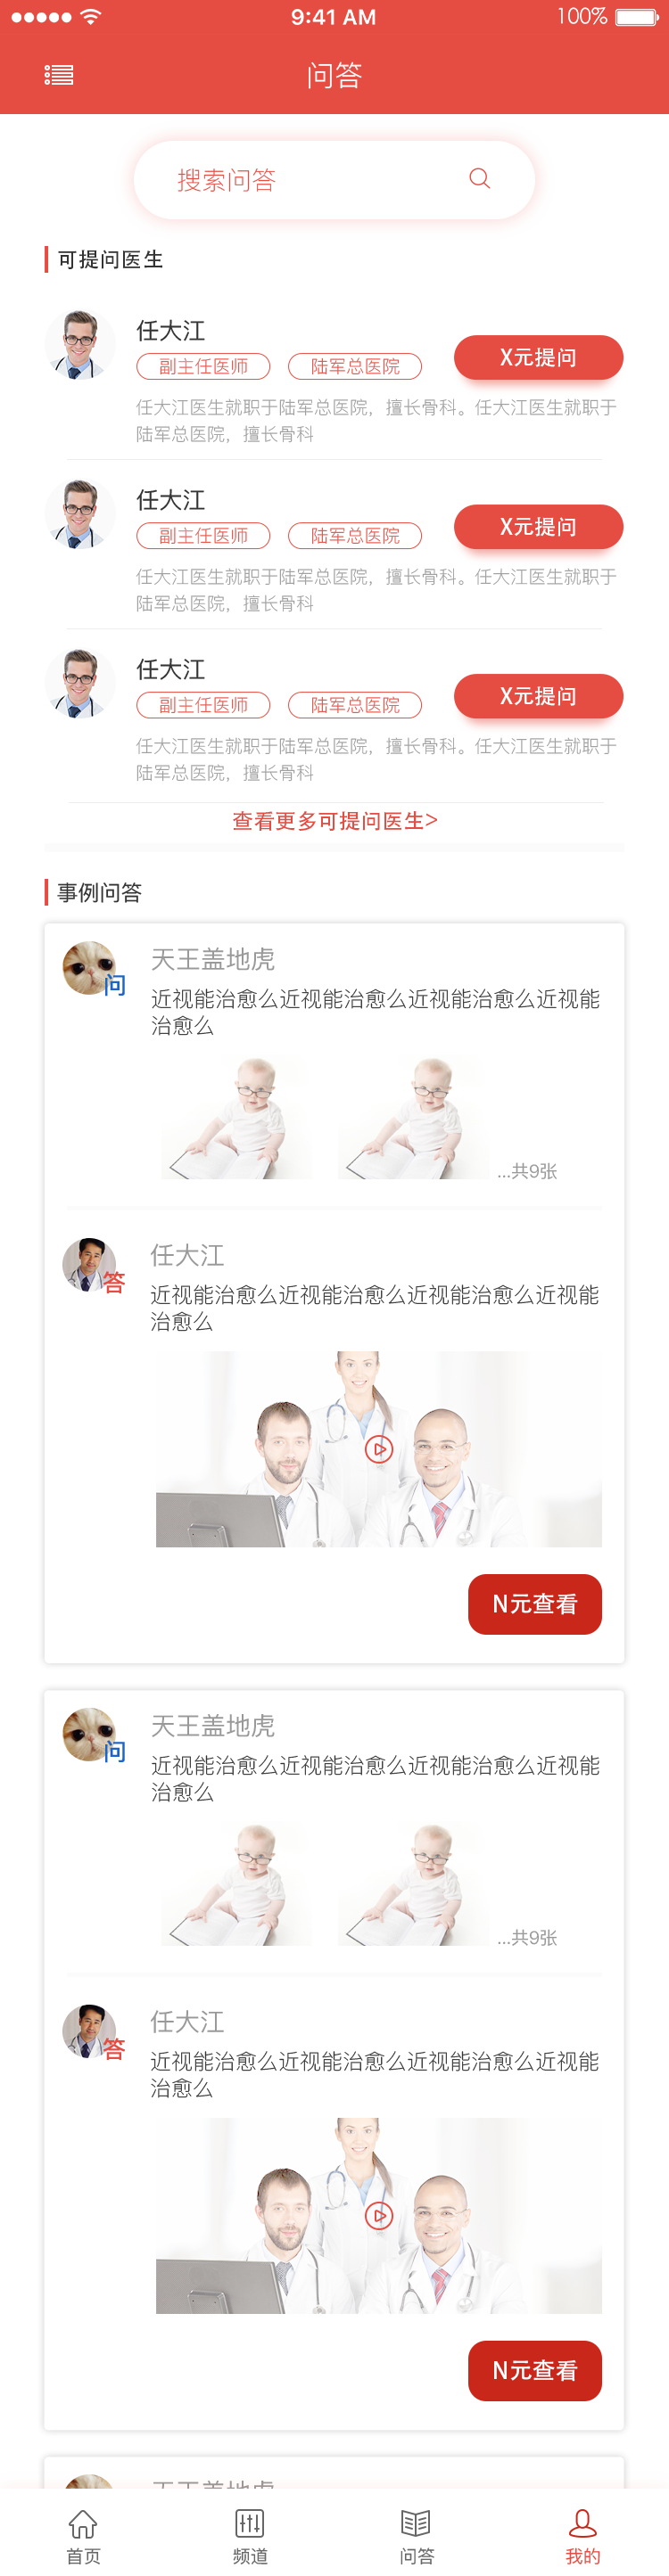 9:41 AM
100%
问答
搜索问答
可提问医生
任大江
副主任医师
陆军总医院
X元提问
任大江医生就职于陆军总医院，擅长骨科。任大江医生就职于
陆军总医院，擅长骨科
任大江
副主任医师
陆军总医院
X元提问
任大江医生就职于陆军总医院，擅长骨科。任大江医生就职于
陆军总医院，擅长骨科
任大江
副主任医师
陆军总医院
X元提问
任大江医生就职于陆军总医院，擅长骨科。任大江医生就职于
陆军总医院，擅长骨科
查看更多可提问医生>
事例问答
天王盖地虎
问
近视能治愈么近视能治愈么近视能治愈么近视能
治愈么
...共9张
任大江
答
近视能治愈么近视能治愈么近视能治愈么近视能
治愈么
N元查看
天王盖地虎
问
近视能治愈么近视能治愈么近视能治愈么近视能
治愈么
...共9张
任大江
答
近视能治愈么近视能治愈么近视能治愈么近视能
治愈么
N元查看
首页
频道
问答
我的